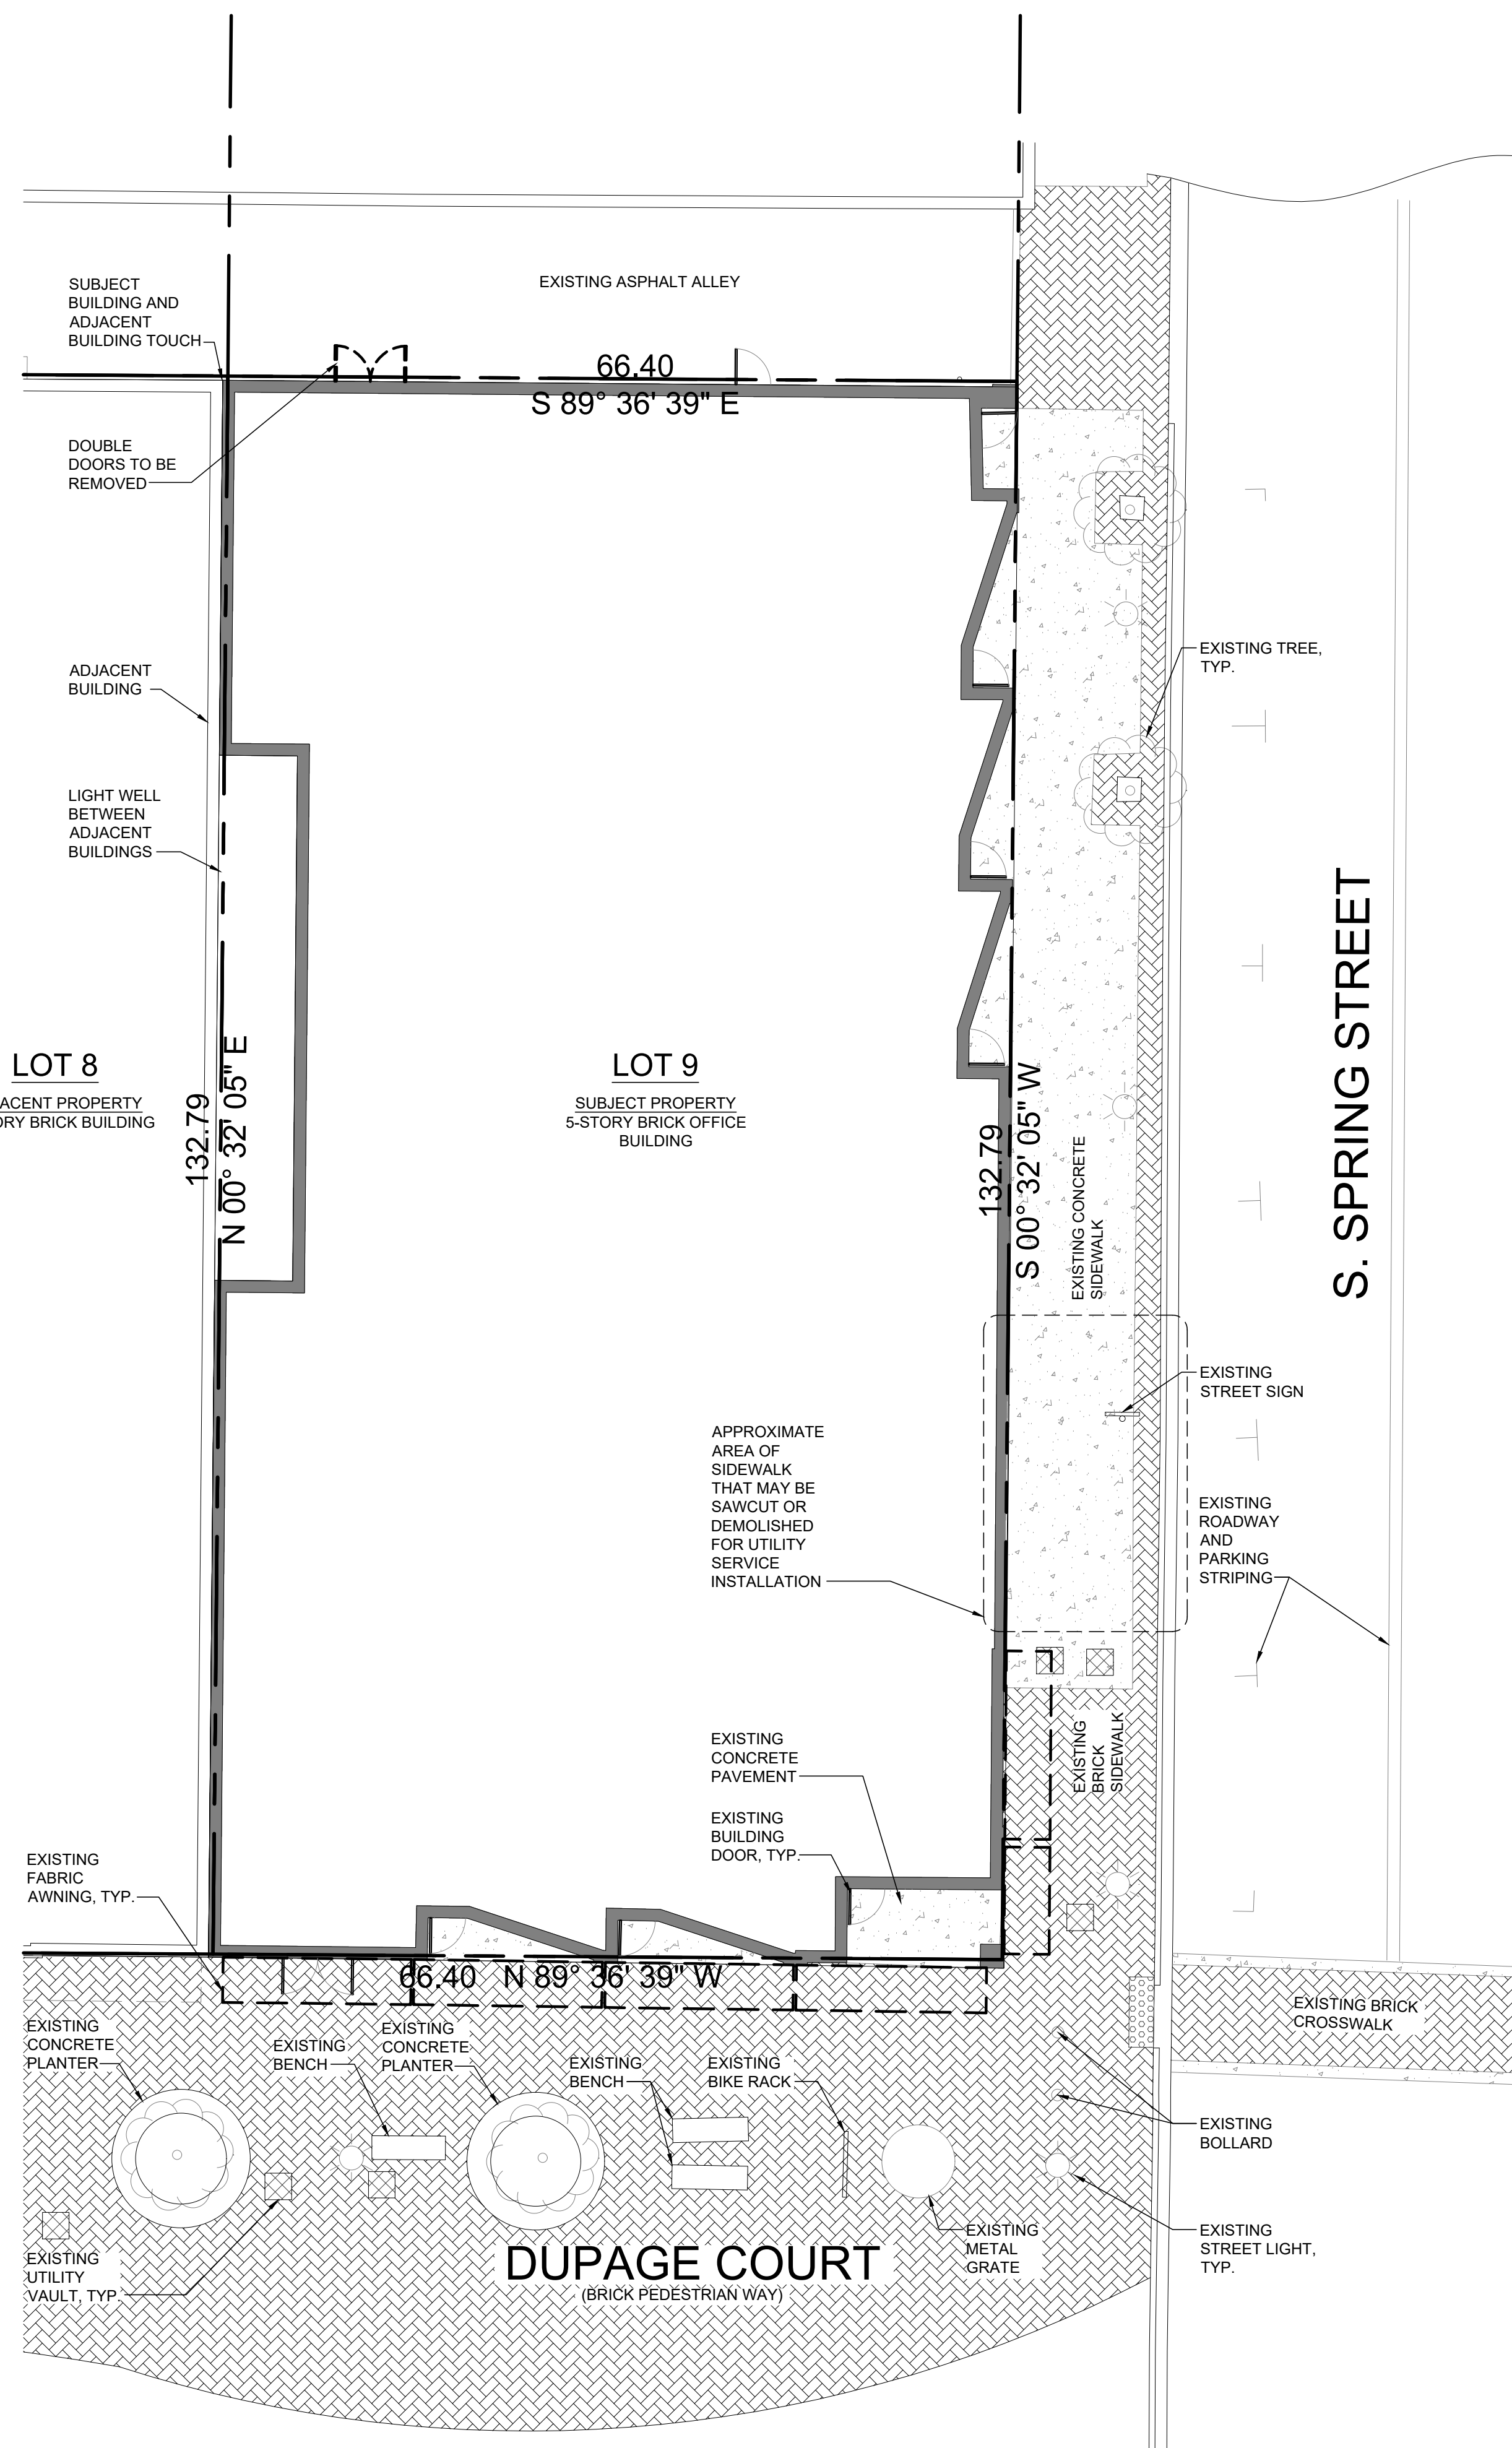 SUBJECT
BUILDING AND
ADJACENT
BUILDING TOUCH
EXISTING ASPHALT ALLEY
66.40
S 89° 36' 39" E
DOUBLE
DOORS TO BE
REMOVED
ADJACENT
BUILDING
EXISTING TREE,
TYP.
LIGHT WELL
BETWEEN
ADJACENT
BUILDINGS
S. SPRING STREET
LOT 8
PROPERTY
BRICK BUILDING
132.79
N 00° 32' 05" E
LOT 9
SUBJECT PROPERTY
5-STORY BRICK OFFICE
BUILDING
132.79
S 00° 32' 05" W
EXISTING CONCRETE
SIDEWALK
EXISTING
STREET SIGN
APPROXIMATE
AREA OF
SIDEWALK
THAT MAY BE
SAWCUT OR
DEMOLISHED
FOR UTILITY
SERVICE
INSTALLATION
EXISTING
ROADWAY
AND
PARKING
STRIPING
EXISTING
CONCRETE
PAVEMENT
EXISTING
BRICK
SIDEWALK
EXISTING
BUILDING
DOOR, TYP.
EXISTING
FABRIC
AWNING, TYP.
66.40 N 89° 36' 39" W
EXISTING BRICK
CROSSWALK
EXISTING
CONCRETE
PLANTER
EXISTING
BENCH
EXISTING
CONCRETE
PLANTER
EXISTING
BENCH
EXISTING
BIKE RACK
EXISTING
BOLLARD
EXISTING
METAL
GRATE
EXISTING
STREET LIGHT,
TYP.
EXISTING
UTILITY
VAULT, TYP.
DUPAGE COURT
(BRICK PEDESTRIAN WAY)